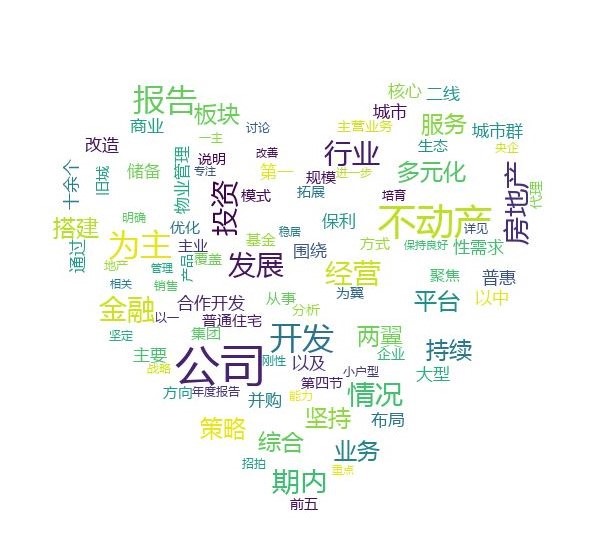 报告
板块
核心
二线
商业
讨论
城市
主营业务
服务
城市群
改造
一主
改善
行业
生态
央企
十余个
旧城
储备
物业管理
说明
专注
第一
规模
进一步
多元化
房地产
投资
模式
拓展
培育
代理
搭建
明确
优化
保利
不动产
详见
通过
为主
主业
基金
稳居
围绕
方式
保持良好
性需求
地产
管理
产品
覆盖
发展
经营
聚焦
普惠
相关
销售
金融
合作开发
从事
为翼
平台
以中
以一
普通住宅
分析
坚定
集团
开发
两翼
持续
主要
公司
刚性
以及
企业
战略
小户型
大型
方向
年度报告
第四节
情况
并购
能力
策略
坚持
布局
综合
业务
招拍
重点
期内
前五